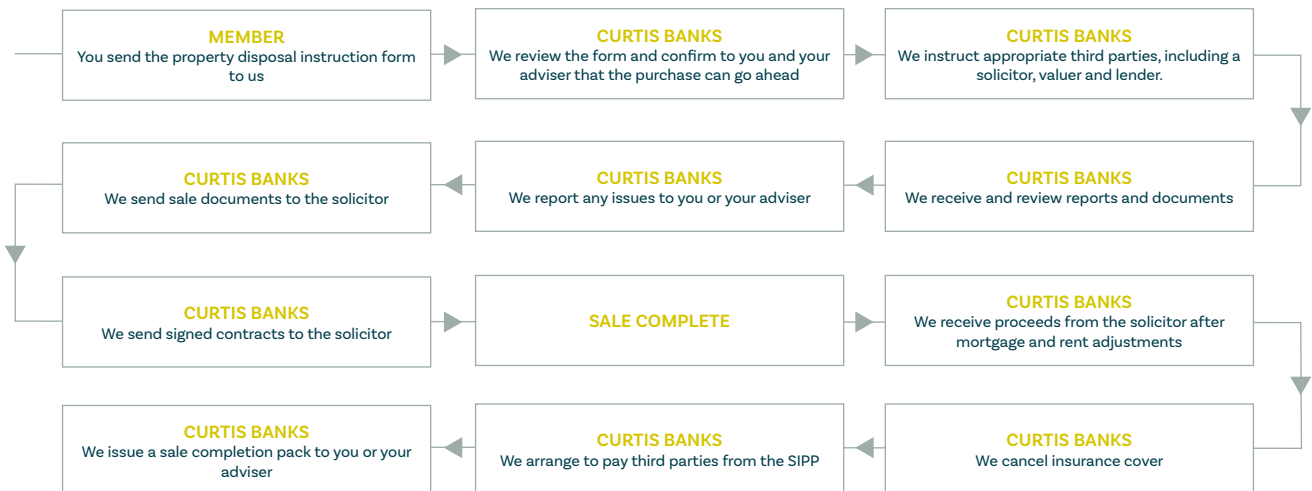 MEMBER
You send the property disposal instruction form
to us
CURTIS BANKS
We review the form and confirm to you and your
adviser that the purchase can go ahead
CURTIS BANKS
We instruct appropriate third parties, including a
solicitor, valuer and lender.
CURTIS BANKS
We receive and review reports and documents
CURTIS BANKS
We report any issues to you or your adviser
CURTIS BANKS
We send sale documents to the solicitor
CURTIS BANKS
We send signed contracts to the solicitor
SALE COMPLETE
CURTIS BANKS
We receive proceeds from the solicitor after
mortgage and rent adjustments
CURTIS BANKS
We cancel insurance cover
CURTIS BANKS
We arrange to pay third parties from the SIPP
CURTIS BANKS
We issue a sale completion pack to you or your
adviser